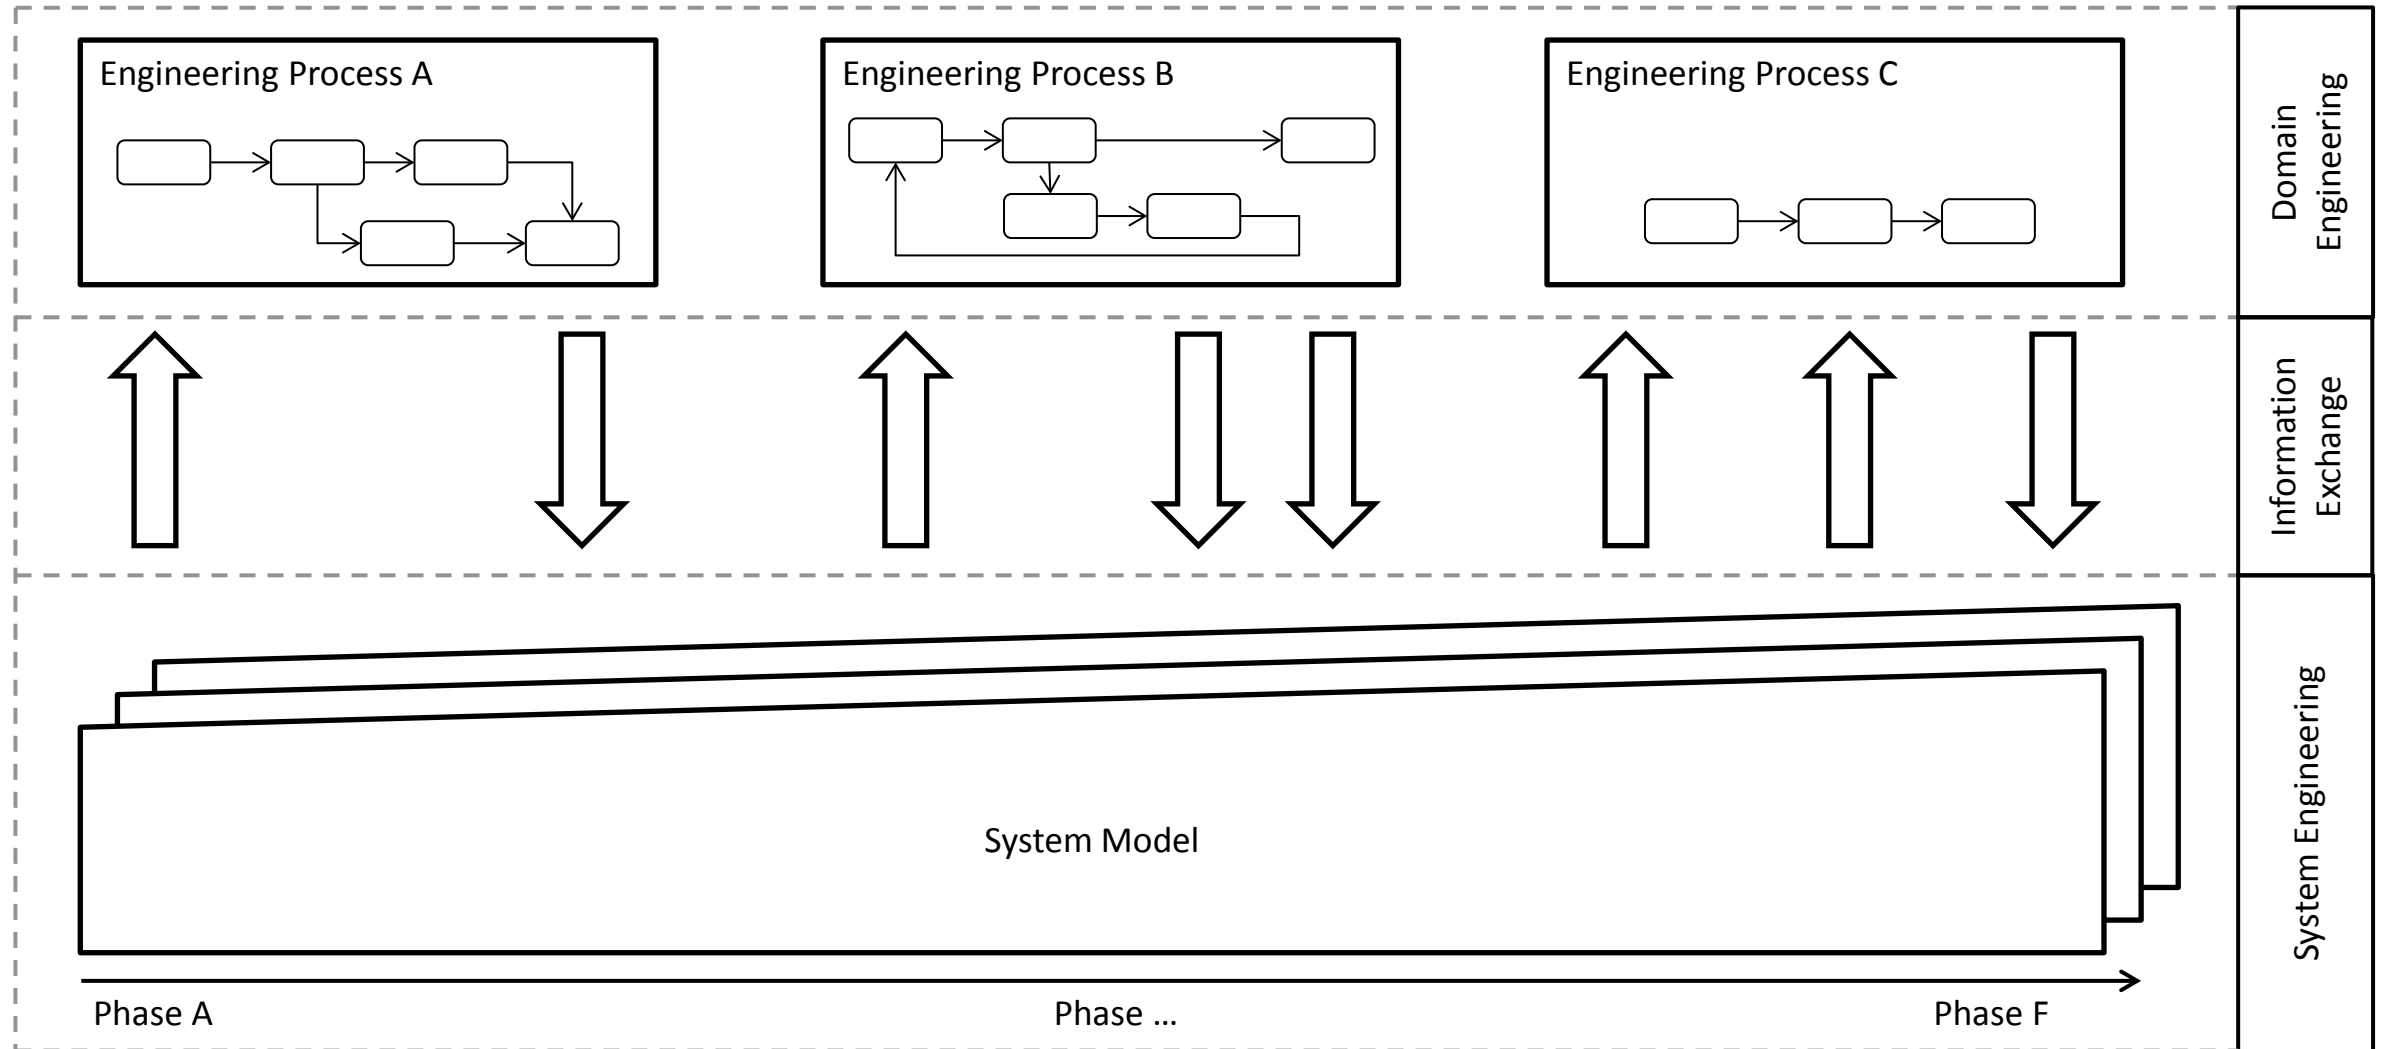 Engineering Process A
Engineering Process B
Engineering Process C
Domain
Engineering
Information
Exchange
System Model
System Engineering
Phase A
Phase ...
Phase F